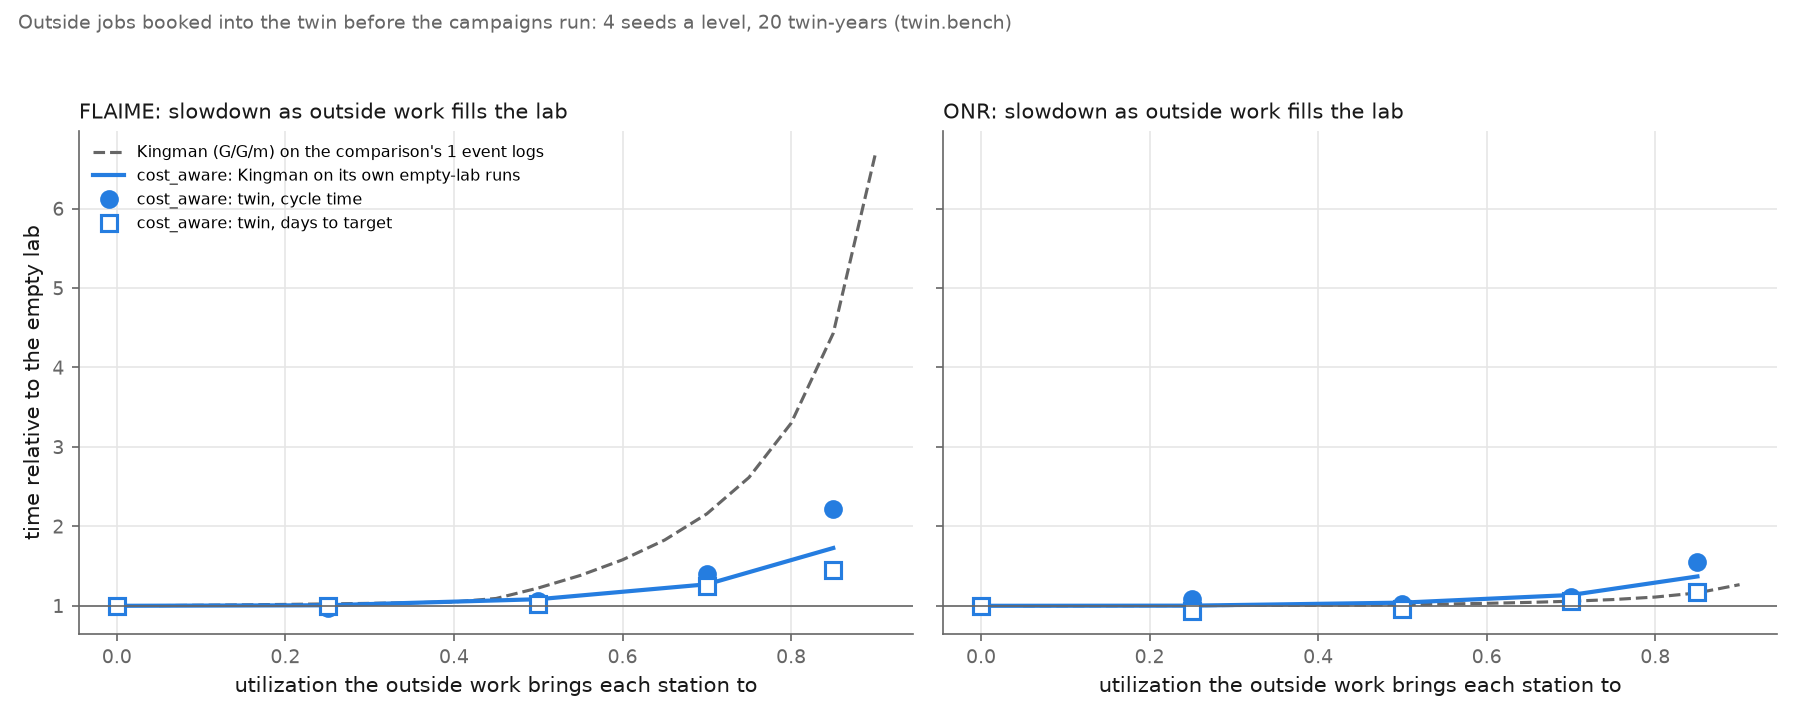 Outside jobs booked into the twin before the campaigns run: 4 seeds a level, 20 twin-years (twin.bench)
FLAIME: slowdown as outside work fills the lab
Kingman (G/G/m) on the comparison's 1 event logs
cost_aware: Kingman on its own empty-lab runs
cost_aware: twin, cycle time
cost_aware: twin, days to target
time relative to the empty lab
6
5
4
3
2
1
0.0 0.2 0.4 0.6 0.8
utilization the outside work brings each station to
ONR: slowdown as outside work fills the lab
0.0 0.2 0.4 0.6 0.8
utilization the outside work brings each station to